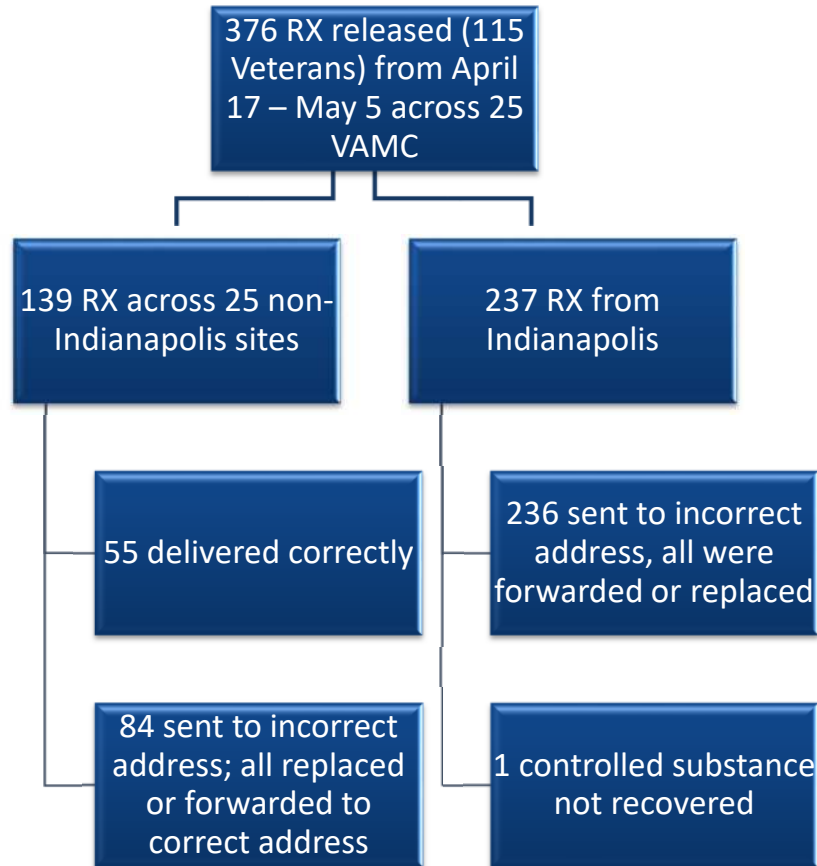 376 RX released (115
Veterans) from April
17 – May 5 across 25
VAMC
139 RX across 25 non-
Indianapolis sites
237 RX from
Indianapolis
55 delivered correctly
236 sent to incorrect
address, all were
forwarded or replaced
84 sent to incorrect
address; all replaced
or forwarded to
correct address
1 controlled substance
not recovered